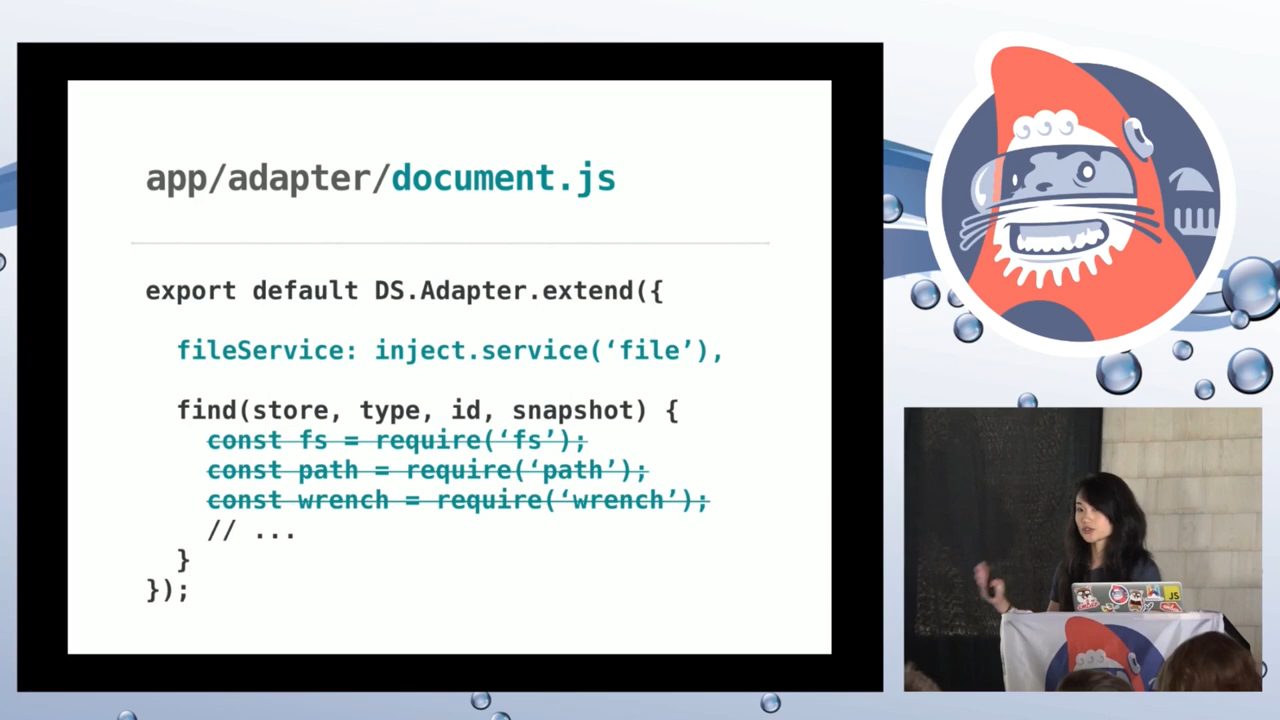 app/adapter/document.js
export default DS.Adapter.extend({
fileService: inject.service(‘file’),
find(store, type, id, snapshot) {
const fs = require(‘fs’);
const path = require(‘path’);
const wrench = require(‘wrench’);
// ...
}
});
JS